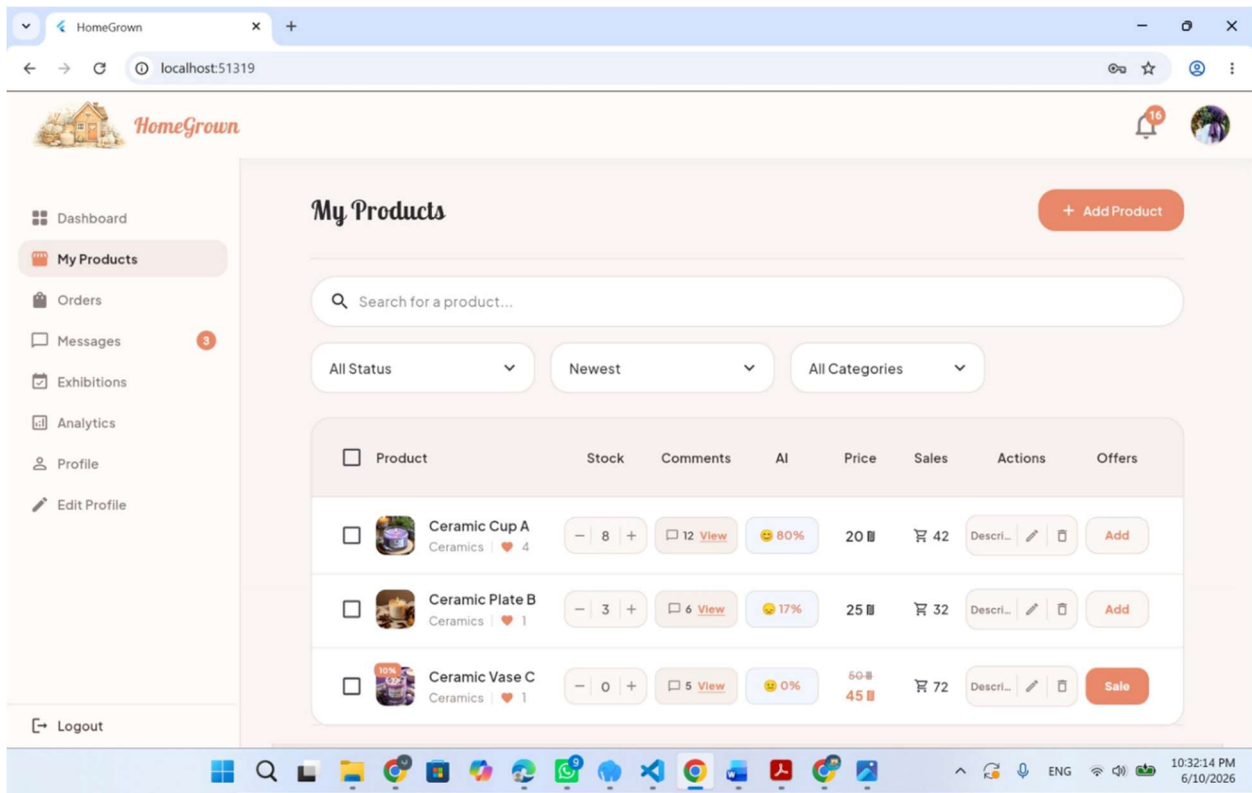 HomeGrown
localhost:51319
HomeGrown
16
My Products
+ Add Product
Dashboard
My Products
Orders
Messages 3
Exhibitions
Analytics
Profile
Edit Profile
Logout
Search for a product...
All Status
Newest
All Categories
Product Stock Comments AI Price Sales Actions Offers
Ceramic Cup A
Ceramics 4
− 8 + 12 View 80% 20 ₪ 42 Descri... Add
Ceramic Plate B
Ceramics 1
− 3 + 6 View 17% 25 ₪ 32 Descri... Add
10%
Ceramic Vase C
Ceramics 1
− 0 + 5 View 0% 50 ₪ 45 ₪ 72 Descri... Sale
9
ENG
10:32:14 PM
6/10/2026